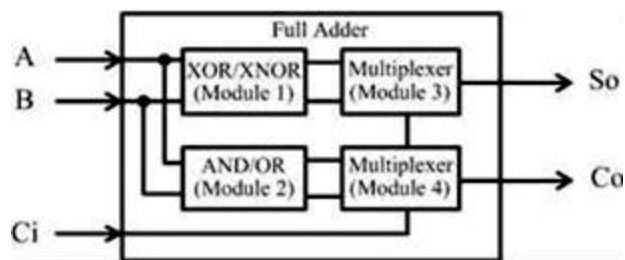 Full Adder
A
XOR/XNOR
(Module 1)
Multiplexer
(Module 3)
So
B
AND/OR
(Module 2)
Multiplexer
(Module 4)
Co
Ci